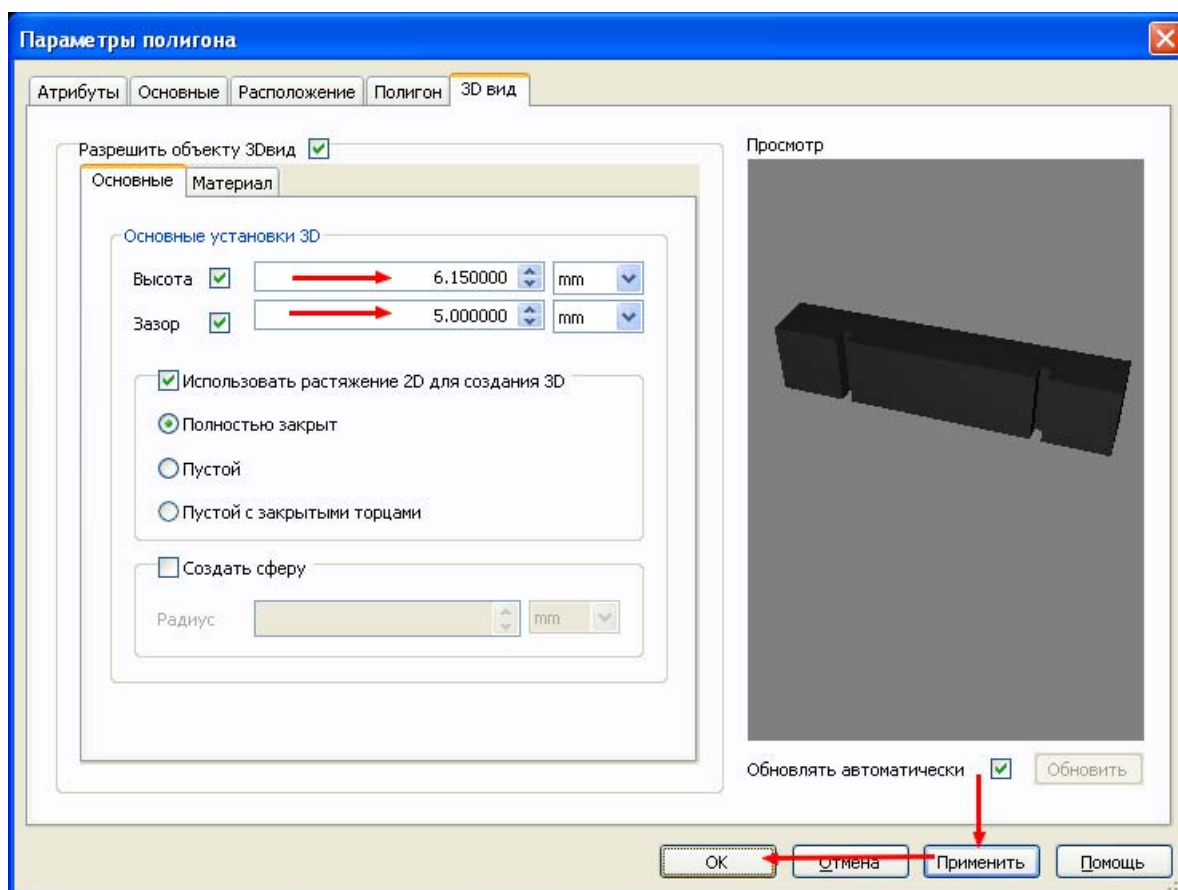 Параметры полигона
Атрибуты Основные Расположение Полигон 3D вид
Разрешить объекту 3Dвид
Просмотр
Основные Материал
Основные установки 3D
Высота 6.150000 mm
Зазор 5.000000 mm
Использовать растяжение 2D для создания 3D
Полностью закрыт
Пустой
Пустой с закрытыми торцами
Создать сферу
Радиус mm
Обновлять автоматически Обновить
OK Отмена Применить Помощь